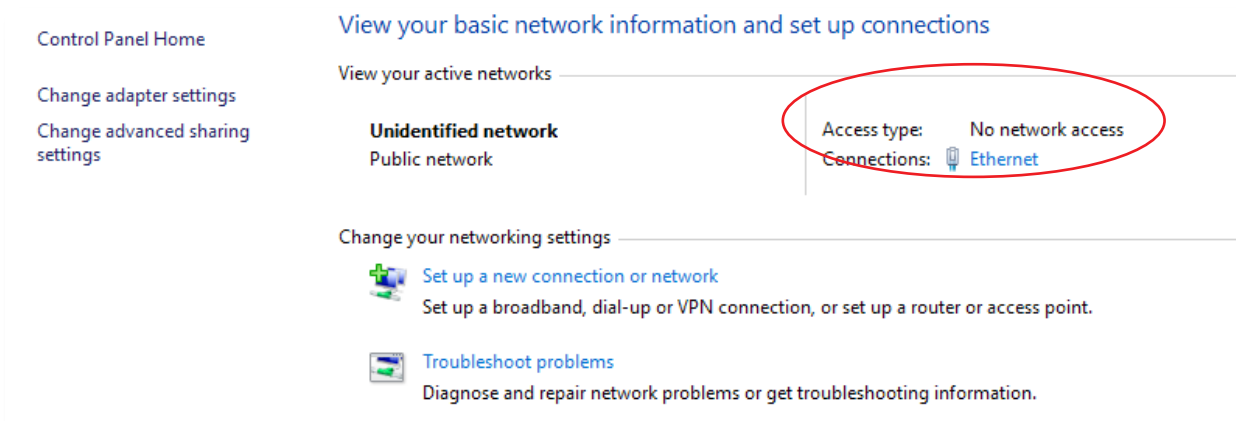 Control Panel Home
Change adapter settings
Change advanced sharing
settings
View your basic network information and set up connections
View your active networks
Unidentified network
Public network
Access type: No network access
Connections: Ethernet
Change your networking settings
Set up a new connection or network
Set up a broadband, dial-up or VPN connection, or set up a router or access point.
Troubleshoot problems
Diagnose and repair network problems or get troubleshooting information.